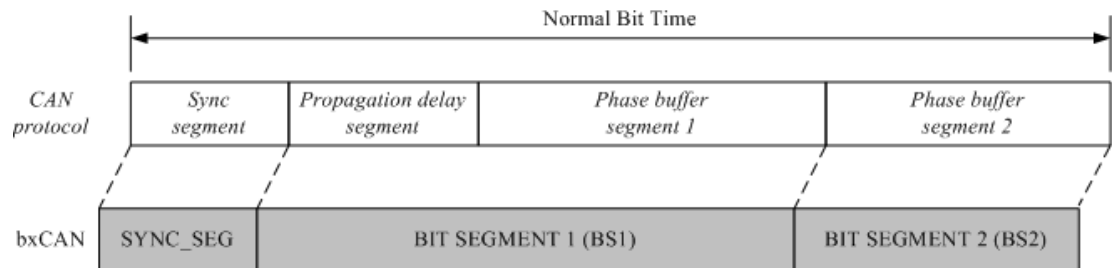 Normal Bit Time
CAN
protocol
Sync
segment
Propagation delay
segment
Phase buffer
segment 1
Phase buffer
segment 2
bxCAN
SYNC_SEG
BIT SEGMENT 1 (BS1)
BIT SEGMENT 2 (BS2)